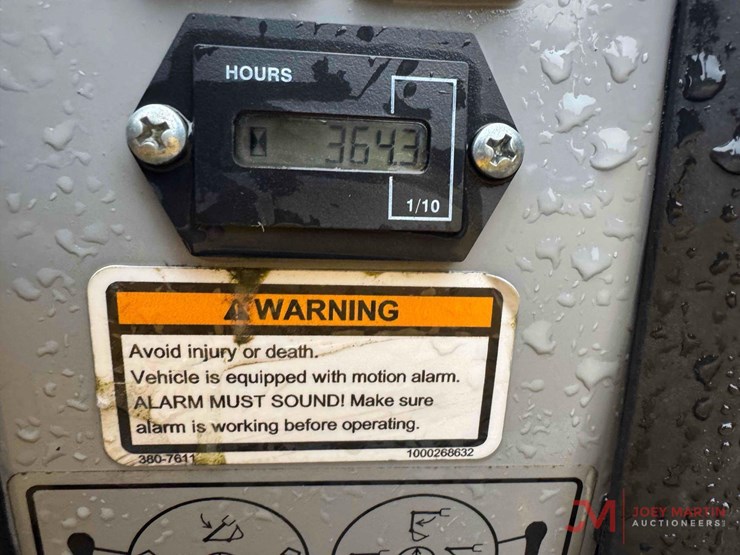 HOURS
3643
1/10
WARNING
Avoid injury or death.
Vehicle is equipped with motion alarm.
ALARM MUST SOUND! Make sure
alarm is working before operating.
380-7611 1000268632
JOEY MARTIN
AUCTIONEERS